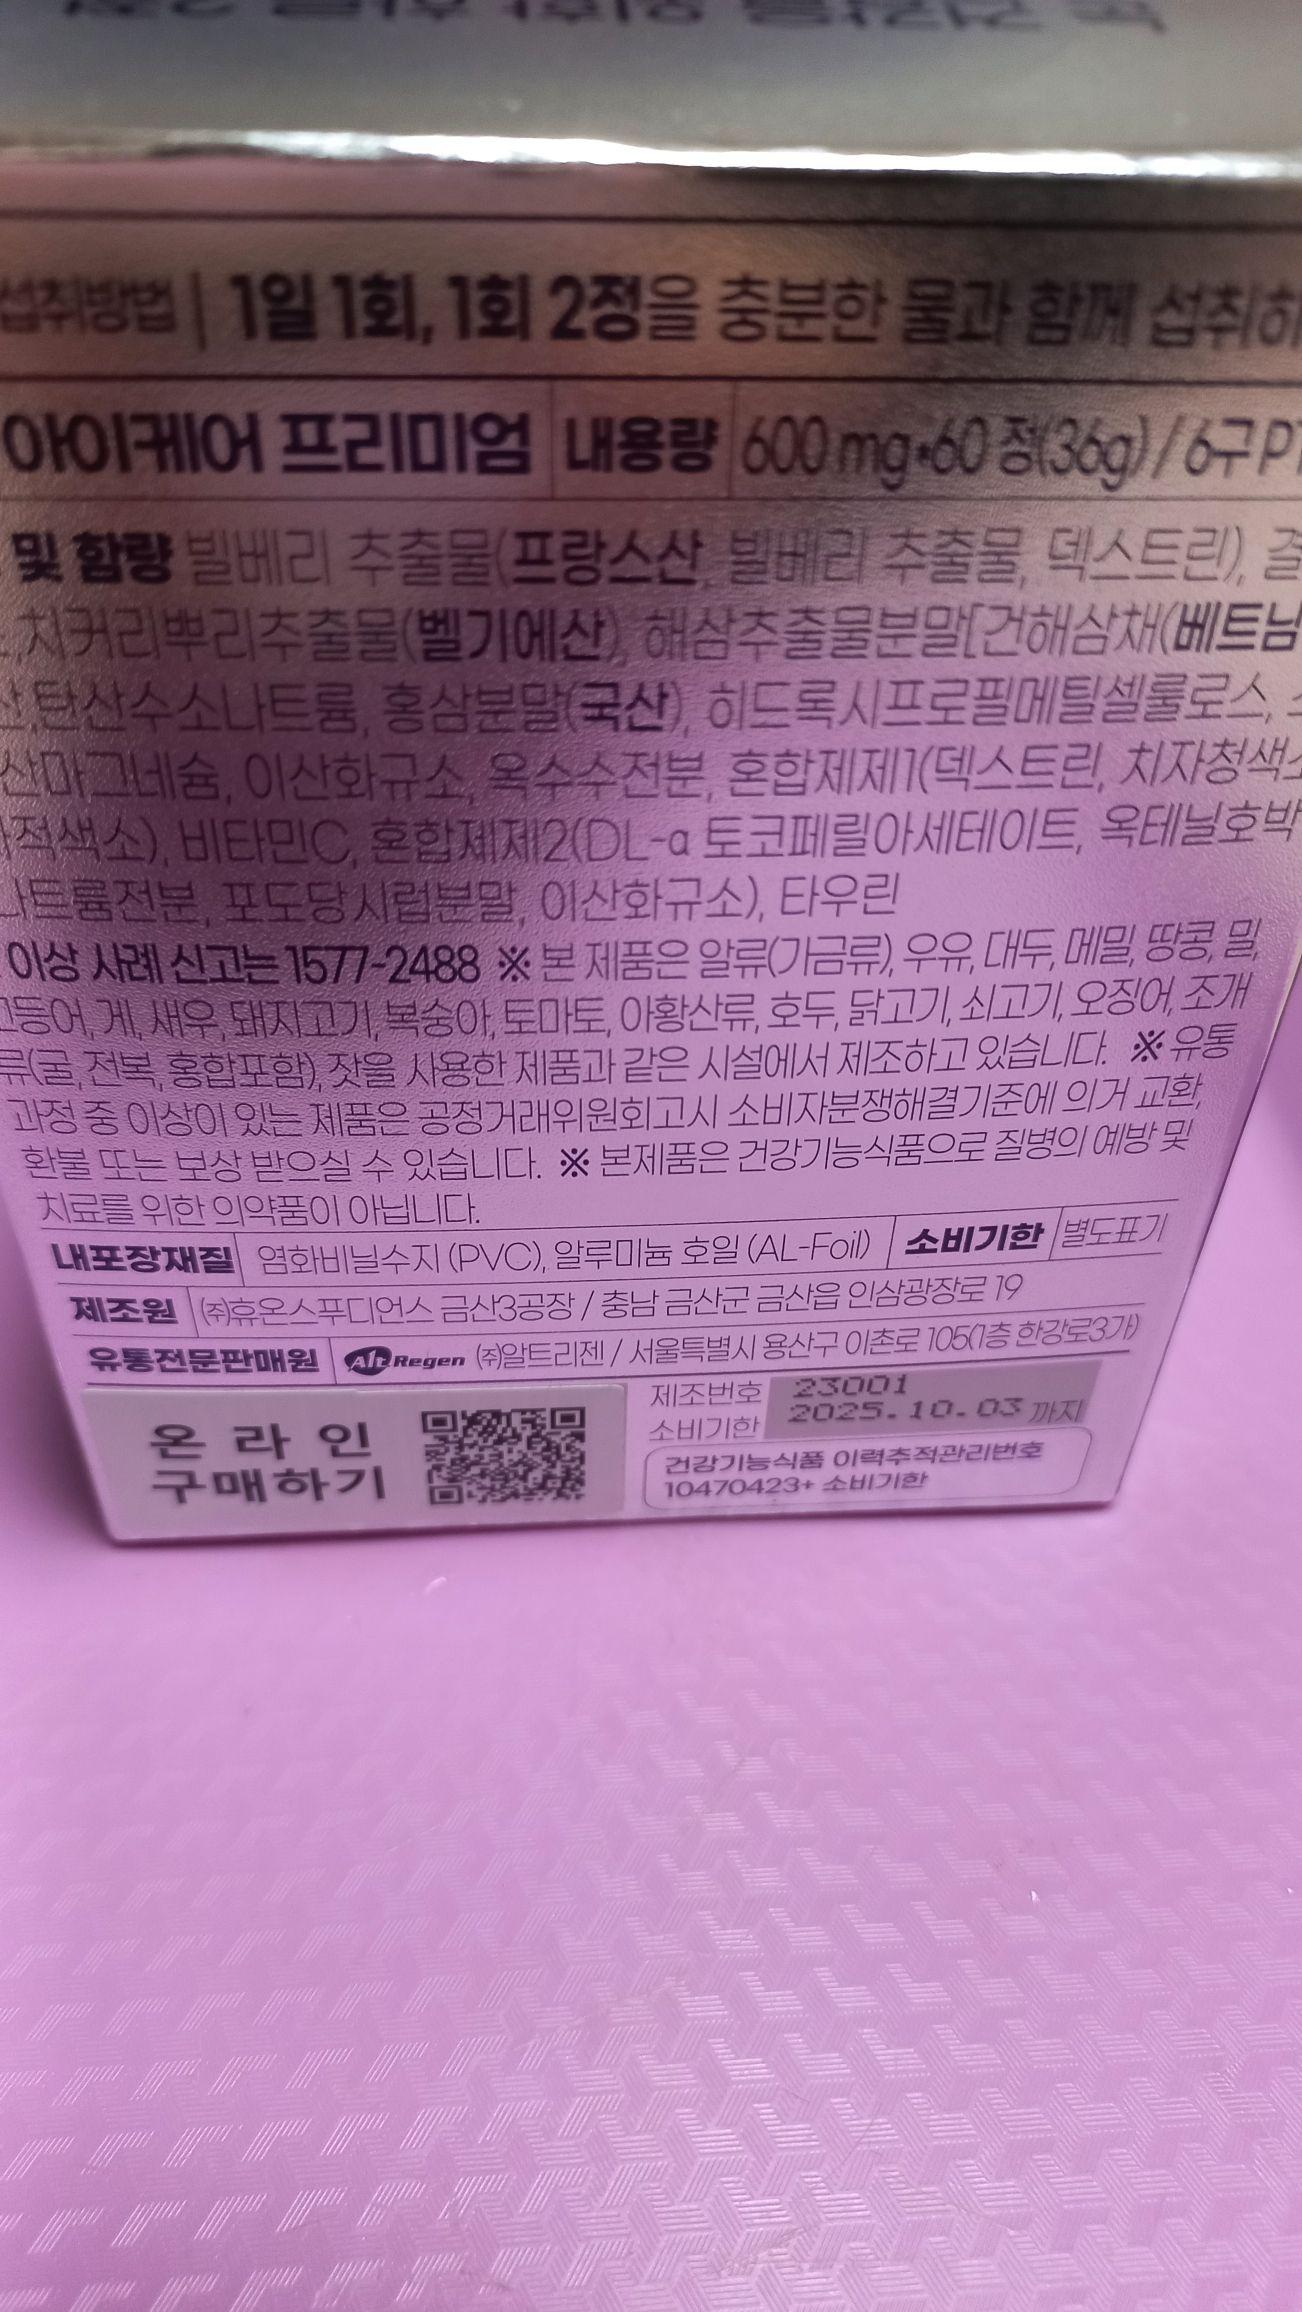 섭취방법 | 1일 1회, 1회 2정을 충분한 물과 함께 섭취하
아이케어 프리미엄 | 내용량 | 600 mg*60 정(36g) / 6구 PT
및 함량 빌베리 추출물(프랑스산, 빌베리 추출물, 덱스트린), 결
치커리뿌리추출물(벨기에산), 해삼추출물분말[건해삼채(베트남
산,탄산수소나트륨, 홍삼분말(국산), 히드록시프로필메틸셀룰로스,
산마그네슘, 이산화규소, 옥수수전분, 혼합제제1(덱스트린, 치자청색소
적색소), 비타민C, 혼합제제2(DL-α 토코페릴아세테이트, 옥테닐호박
나트륨전분, 포도당시럽분말, 이산화규소), 타우린
이상 사례 신고는 1577-2488 ※ 본 제품은 알류(가금류), 우유, 대두, 메밀, 땅콩, 밀,
고등어, 게, 새우, 돼지고기, 복숭아, 토마토, 아황산류, 호두, 닭고기, 쇠고기, 오징어, 조개
류(굴, 전복, 홍합포함), 잣을 사용한 제품과 같은 시설에서 제조하고 있습니다. ※ 유통
과정 중 이상이 있는 제품은 공정거래위원회고시 소비자분쟁해결기준에 의거 교환,
환불 또는 보상 받으실 수 있습니다. ※ 본제품은 건강기능식품으로 질병의 예방 및
치료를 위한 의약품이 아닙니다.
내포장재질 | 염화비닐수지 (PVC), 알루미늄 호일 (AL-Foil) | 소비기한 | 별도표기
제조원 | ㈜휴온스푸디언스 금산3공장 / 충남 금산군 금산읍 인삼광장로 19
유통전문판매원 | Alt Regen ㈜알트리젠 / 서울특별시 용산구 이촌로 105(1층 한강로3가)
온라인
구매하기
제조번호 23001
소비기한 2025.10.03 까지
건강기능식품 이력추적관리번호
10470423+ 소비기한